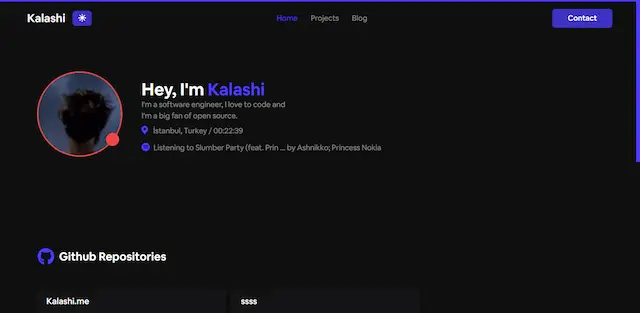 Kalashi
Home Projects Blog
Contact
Hey, I'm Kalashi
I'm a software engineer, I love to code and
I'm a big fan of open source.
İstanbul, Turkey / 00:22:39
Listening to Slumber Party (feat. Prin ... by Ashnikko; Princess Nokia
Github Repositories
Kalashi.me
ssss